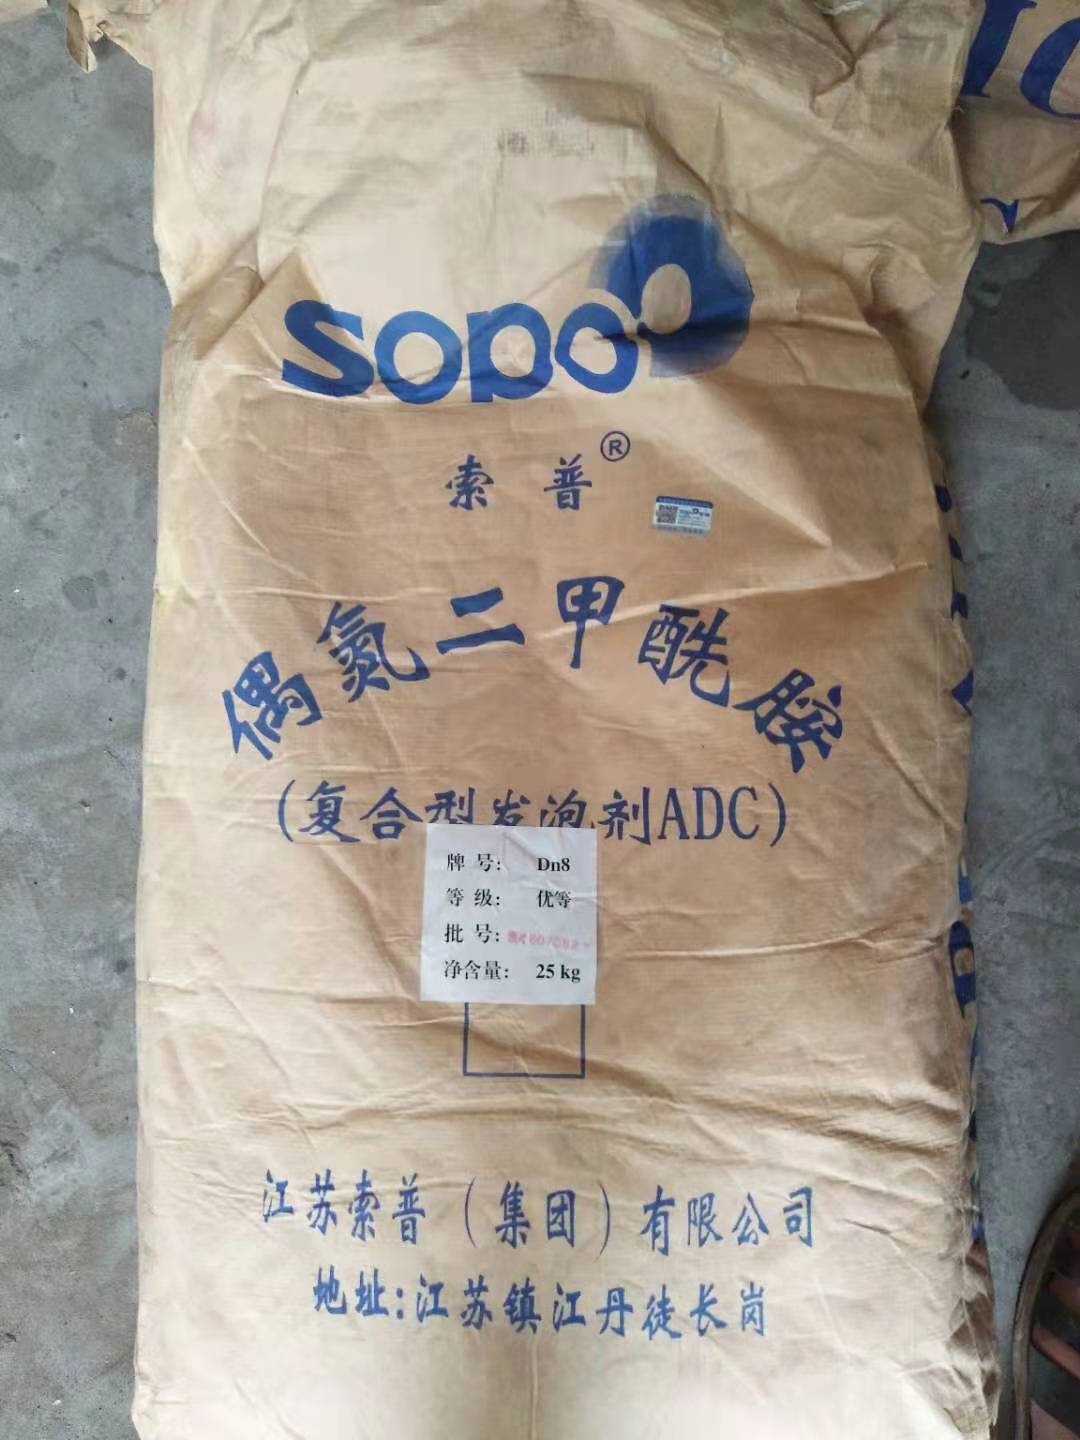 sopo
索普®
偶氮二甲酰胺
(复合型发泡剂ADC)
牌 号: Dn8
等 级: 优等
批 号:
净含量: 25 kg
江苏索普(集团)有限公司
地址:江苏镇江丹徒长岗